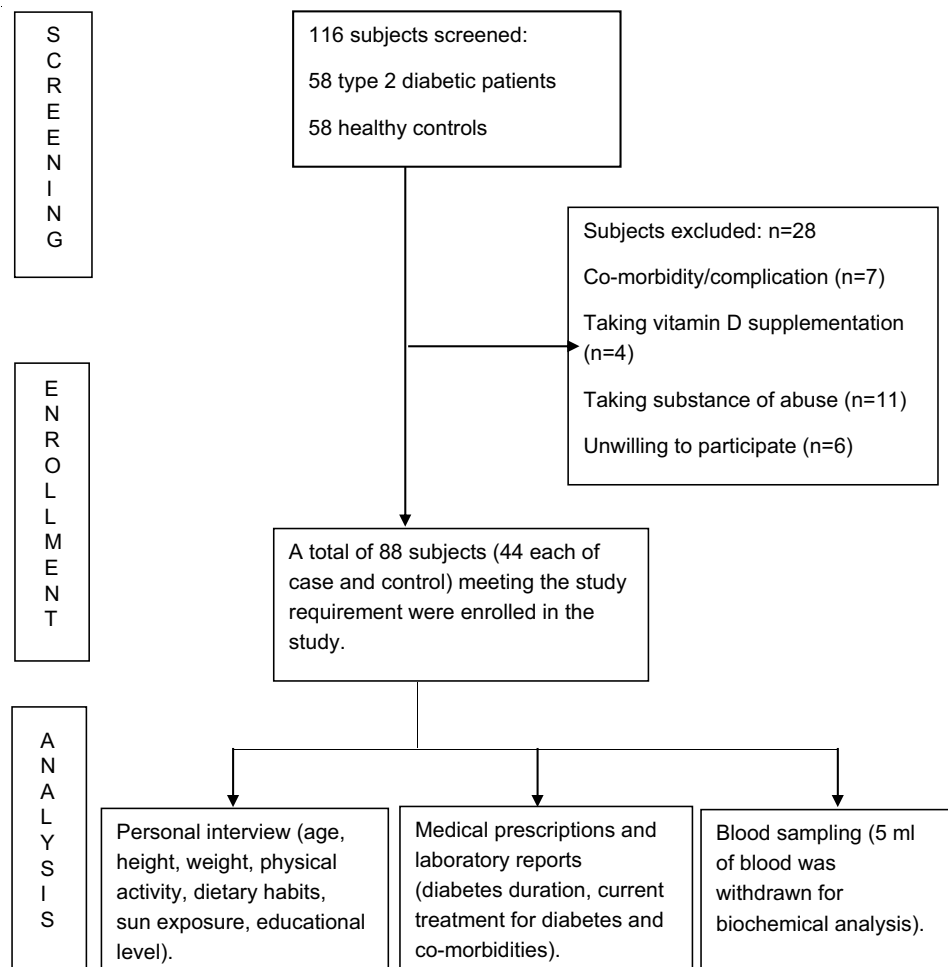 SCREENING
116 subjects screened:
58 type 2 diabetic patients
58 healthy controls
Subjects excluded: n=28
Co-morbidity/complication (n=7)
Taking vitamin D supplementation
(n=4)
Taking substance of abuse (n=11)
Unwilling to participate (n=6)
ENROLLMENT
A total of 88 subjects (44 each of
case and control) meeting the study
requirement were enrolled in the
study.
ANALYSIS
Personal interview (age,
height, weight, physical
activity, dietary habits,
sun exposure, educational
level).
Medical prescriptions and
laboratory reports
(diabetes duration, current
treatment for diabetes and
co-morbidities).
Blood sampling (5 ml
of blood was
withdrawn for
biochemical analysis).